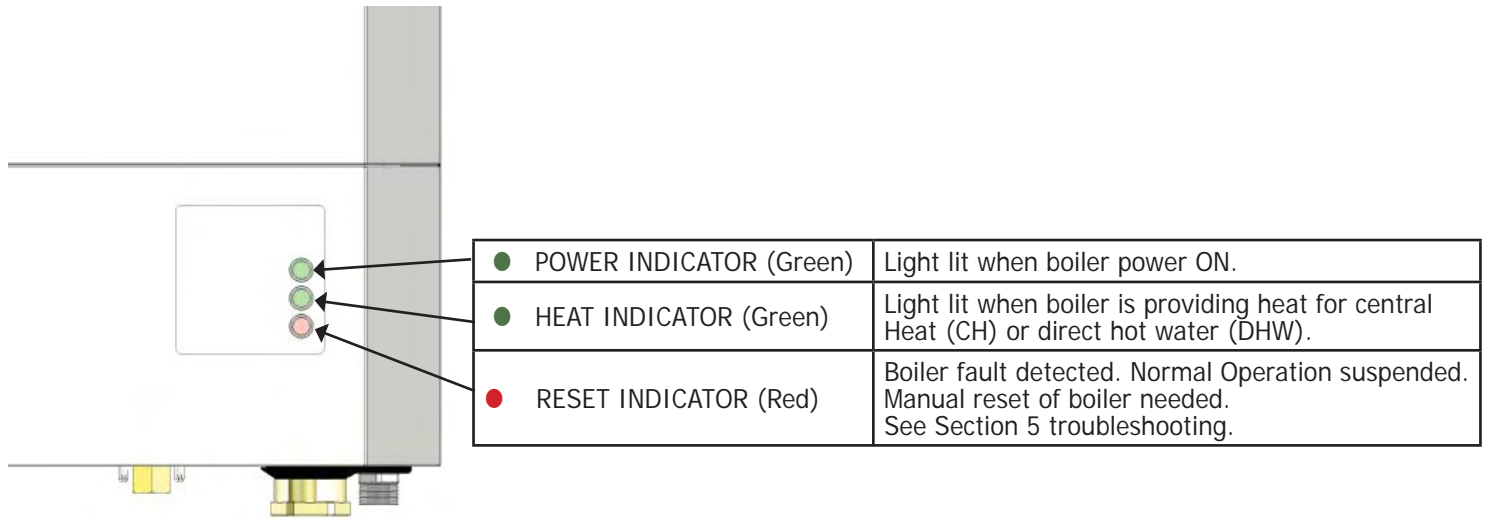 POWER INDICATOR (Green)
Light lit when boiler power ON.
HEAT INDICATOR (Green)
Light lit when boiler is providing heat for central
Heat (CH) or direct hot water (DHW).
RESET INDICATOR (Red)
Boiler fault detected. Normal Operation suspended.
Manual reset of boiler needed.
See Section 5 troubleshooting.